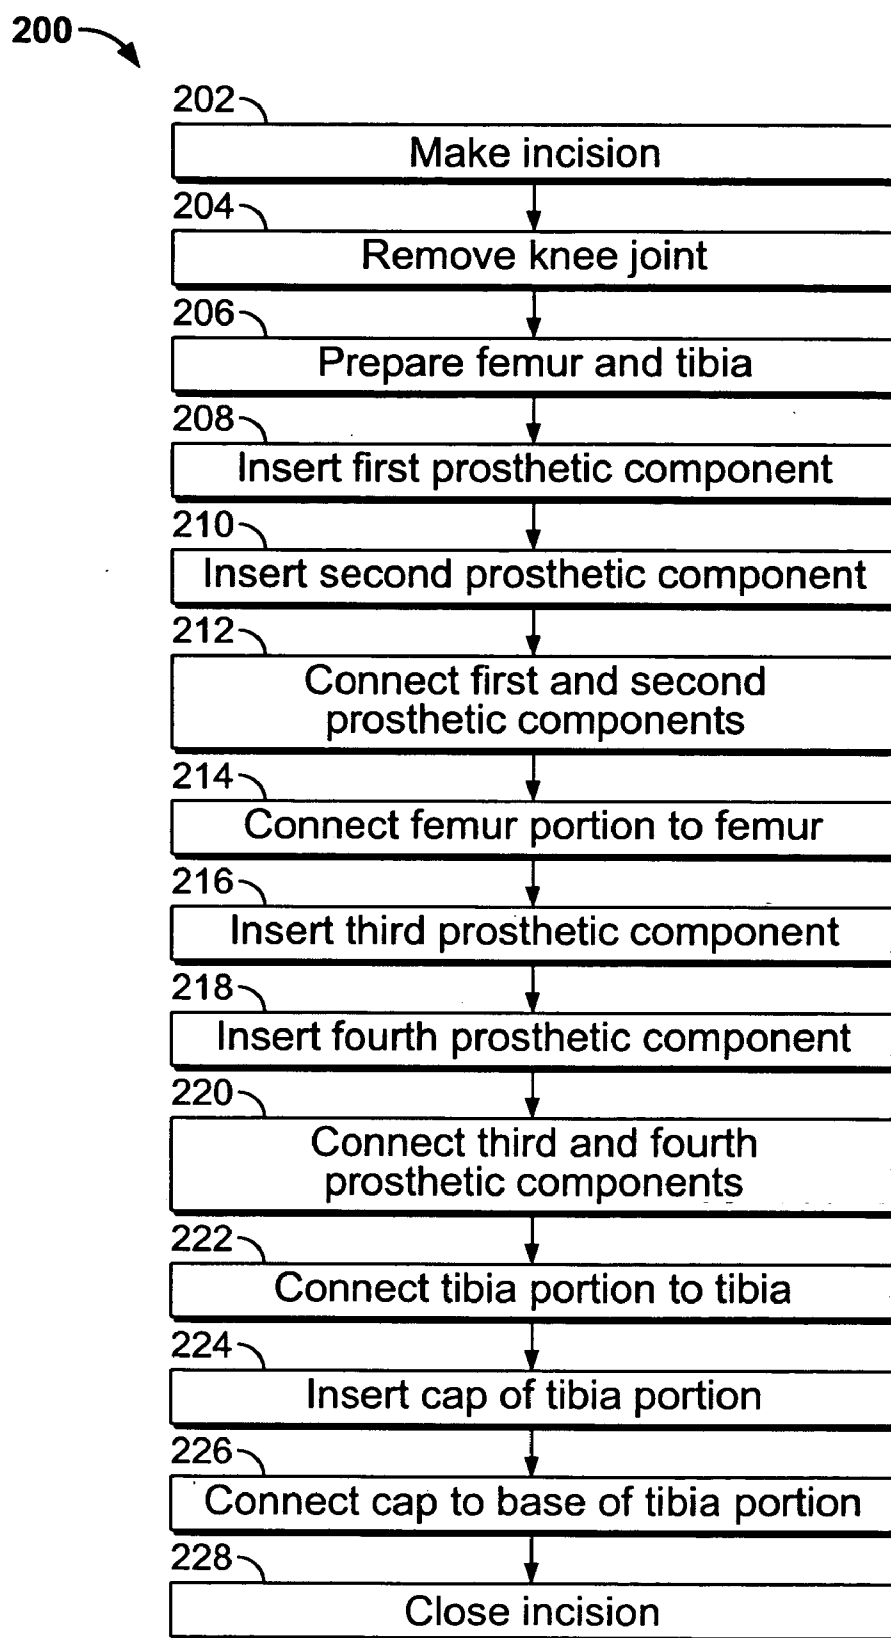 200
202
Make incision
204
Remove knee joint
206
Prepare femur and tibia
208
Insert first prosthetic component
210
Insert second prosthetic component
212
Connect first and second
prosthetic components
214
Connect femur portion to femur
216
Insert third prosthetic component
218
Insert fourth prosthetic component
220
Connect third and fourth
prosthetic components
222
Connect tibia portion to tibia
224
Insert cap of tibia portion
226
Connect cap to base of tibia portion
228
Close incision